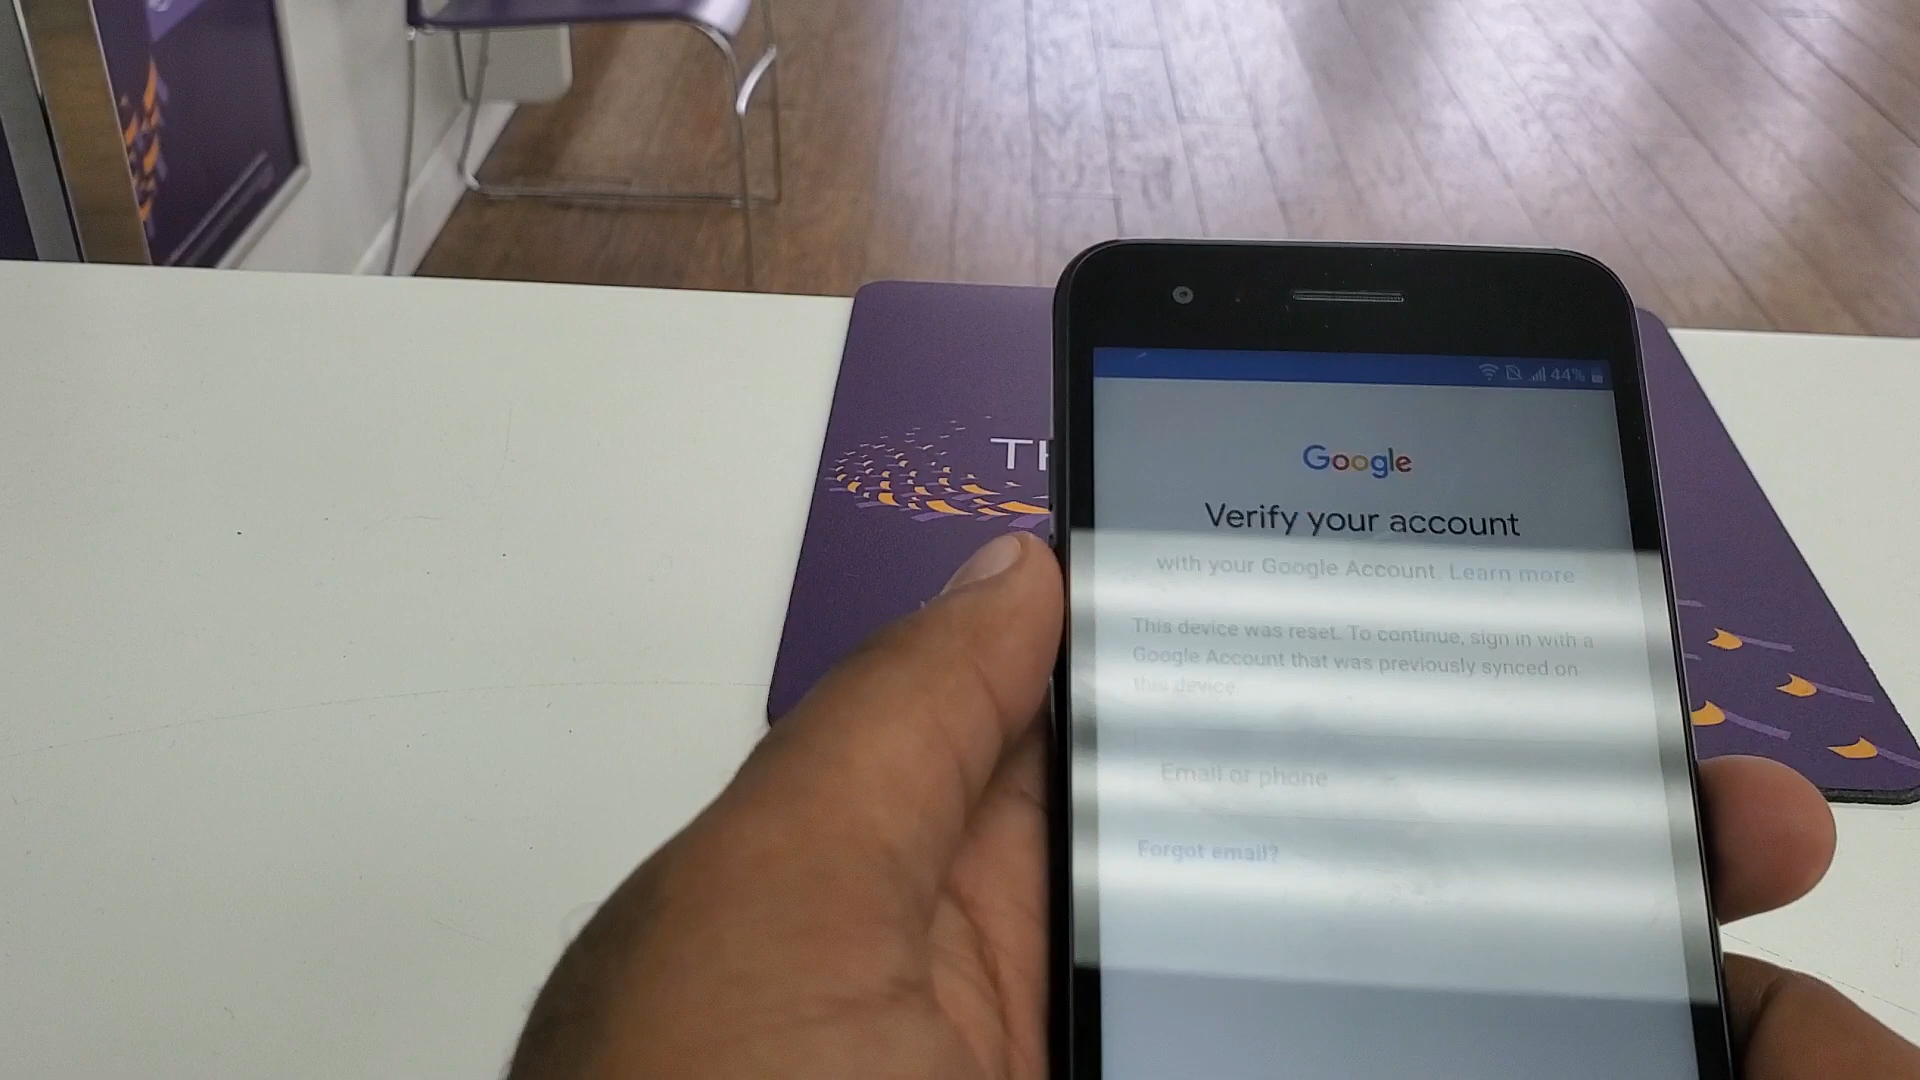 44%
Google
TH
Verify your account
with your Google Account. Learn more
This device was reset. To continue, sign in with a
Google Account that was previously synced on
this device.
Email or phone
Forgot email?